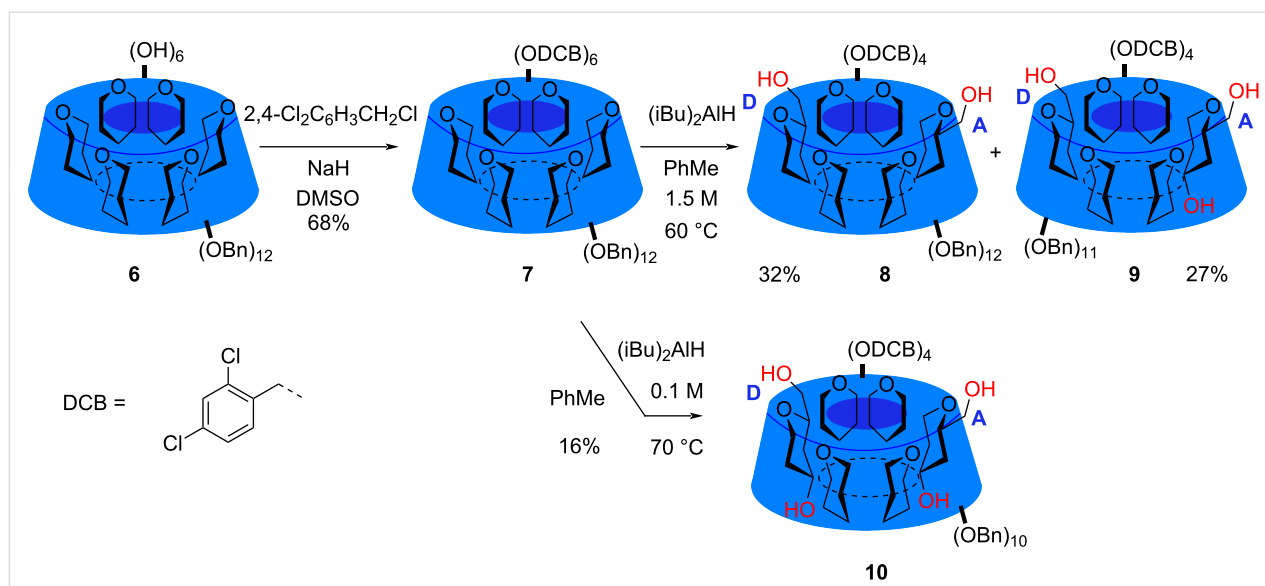 (OH)6
(ODCB)6
(ODCB)4
(ODCB)4
HO
HO
OH
OH
D
D
A
A
2,4-Cl2C6H3CH2Cl
NaH
DMSO
68%
(iBu)2AlH
PhMe
1.5 M
60 °C
+
O O O O O
O O O O O
O O O O O
O O O O O
OH
(OBn)12
(OBn)12
(OBn)12
(OBn)11
6
7
32%
8
9
27%
DCB =
Cl
Cl
(iBu)2AlH
PhMe
0.1 M
16%
70 °C
(ODCB)4
HO
OH
D
A
O O O O O
HO
OH
(OBn)10
10